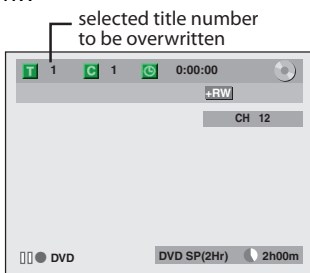 selected title number
to be overwritten
T 1 C 1 0:00:00
+RW
CH 12
DVD DVD SP(2Hr) 2h00m